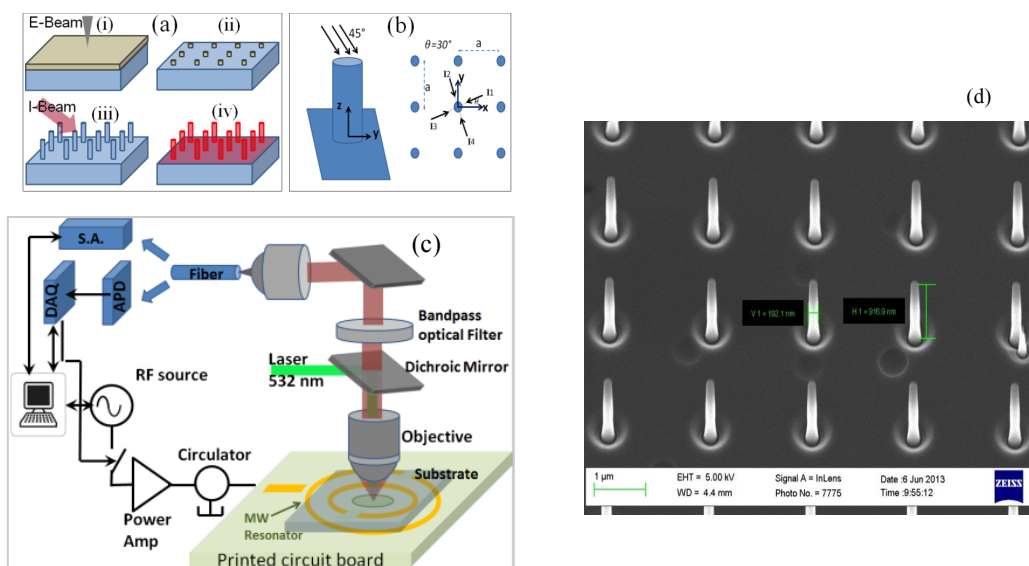 E-Beam (i) (a) (ii)
I-Beam (iii) (iv)
(b)
45°
z
y
θ=30°
a
a
I2
y
I1
R
x
I3
I4
(c)
S.A.
DAQ
APD
Fiber
Bandpass
optical Filter
Laser
532 nm
Dichroic Mirror
RF source
Objective
Circulator
Substrate
Power
Amp
MW
Resonator
Printed circuit board
(d)
V 1 = 192.1 nm
H 1 = 916.9 nm
1 µm
EHT = 5.00 kV
Signal A = InLens
Date :6 Jun 2013
WD = 4.4 mm
Photo No. = 7775
Time :9:55:12
ZEISS